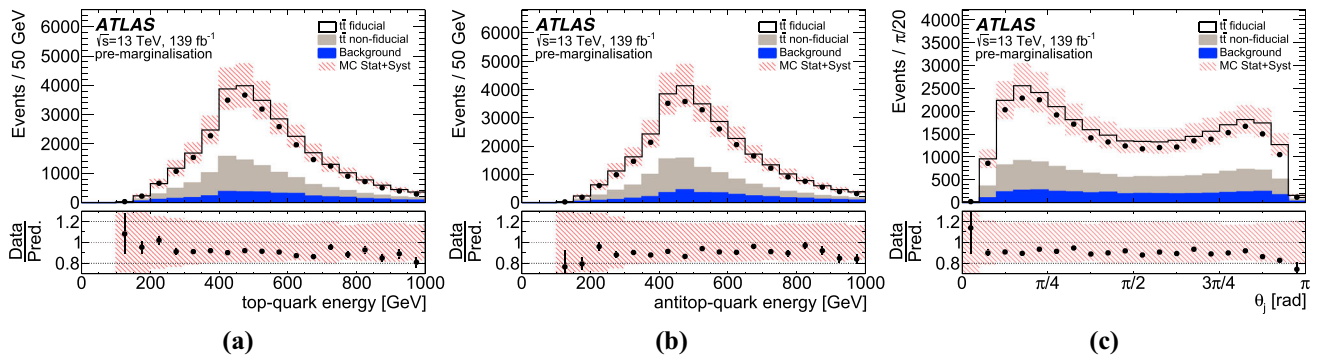 ATLAS
√s=13 TeV, 139 fb⁻¹
pre-marginalisation
tt̄ fiducial
tt̄ non-fiducial
Background
MC Stat+Syst
Events / 50 GeV
6000
5000
4000
3000
2000
1000
0
Data
Pred.
1.2
1
0.8
0 200 400 600 800 1000
top-quark energy [GeV]
(a)
ATLAS
√s=13 TeV, 139 fb⁻¹
pre-marginalisation
tt̄ fiducial
tt̄ non-fiducial
Background
MC Stat+Syst
Events / 50 GeV
6000
5000
4000
3000
2000
1000
0
Data
Pred.
1.2
1
0.8
0 200 400 600 800 1000
antitop-quark energy [GeV]
(b)
ATLAS
√s=13 TeV, 139 fb⁻¹
pre-marginalisation
tt̄ fiducial
tt̄ non-fiducial
Background
MC Stat+Syst
Events / π/20
4000
3500
3000
2500
2000
1500
1000
500
0
Data
Pred.
1.2
1
0.8
0 π/4 π/2 3π/4 π
θj [rad]
(c)